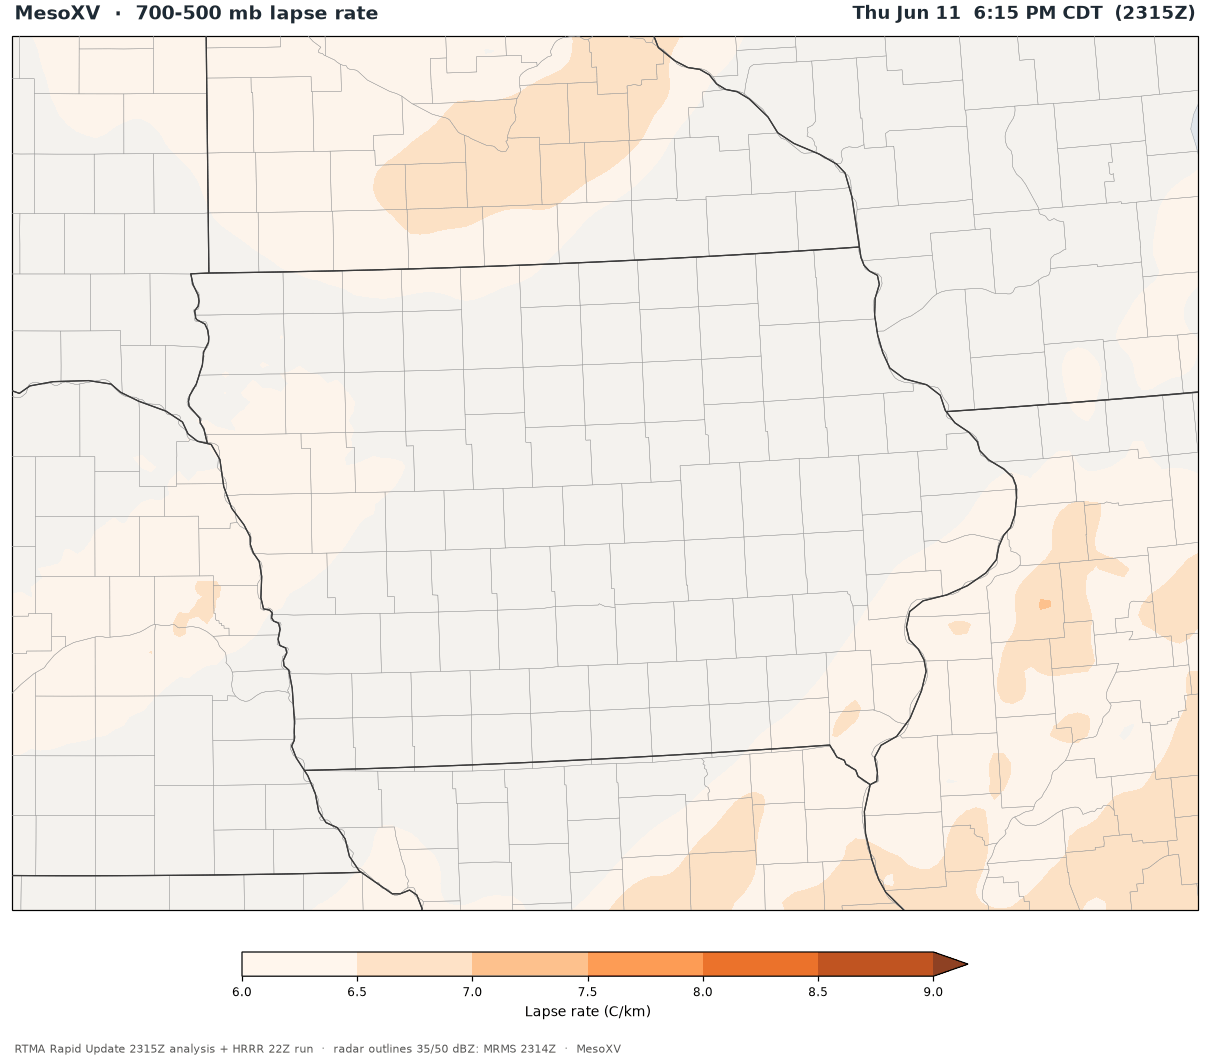 MesoXV · 700-500 mb lapse rate
Thu Jun 11 6:15 PM CDT (2315Z)
6.0 6.5 7.0 7.5 8.0 8.5 9.0
Lapse rate (C/km)
RTMA Rapid Update 2315Z analysis + HRRR 22Z run · radar outlines 35/50 dBZ: MRMS 2314Z · MesoXV